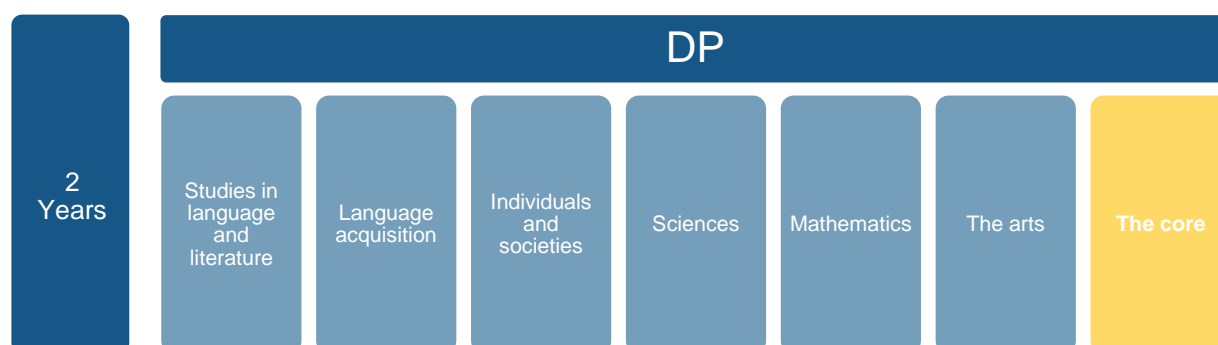 DP
2
Years
Studies in
language
and
literature
Language
acquisition
Individuals
and
societies
Sciences
Mathematics
The arts
The core